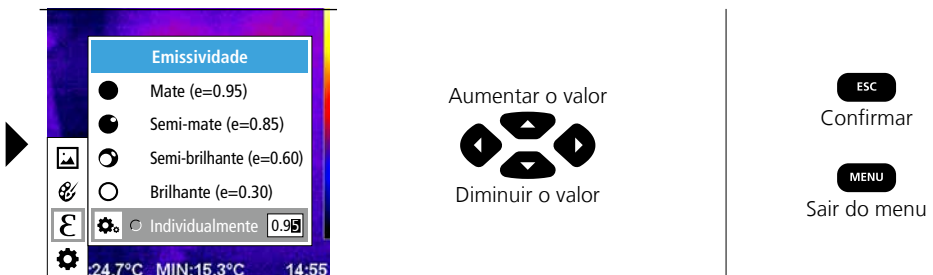 Emissividade
Mate (e=0.95)
Semi-mate (e=0.85)
Semi-brilhante (e=0.60)
Brilhante (e=0.30)
ε Individualmente 0.95
:24.7°C MIN:15.3°C 14:55
Aumentar o valor
Diminuir o valor
ESC
Confirmar
MENU
Sair do menu